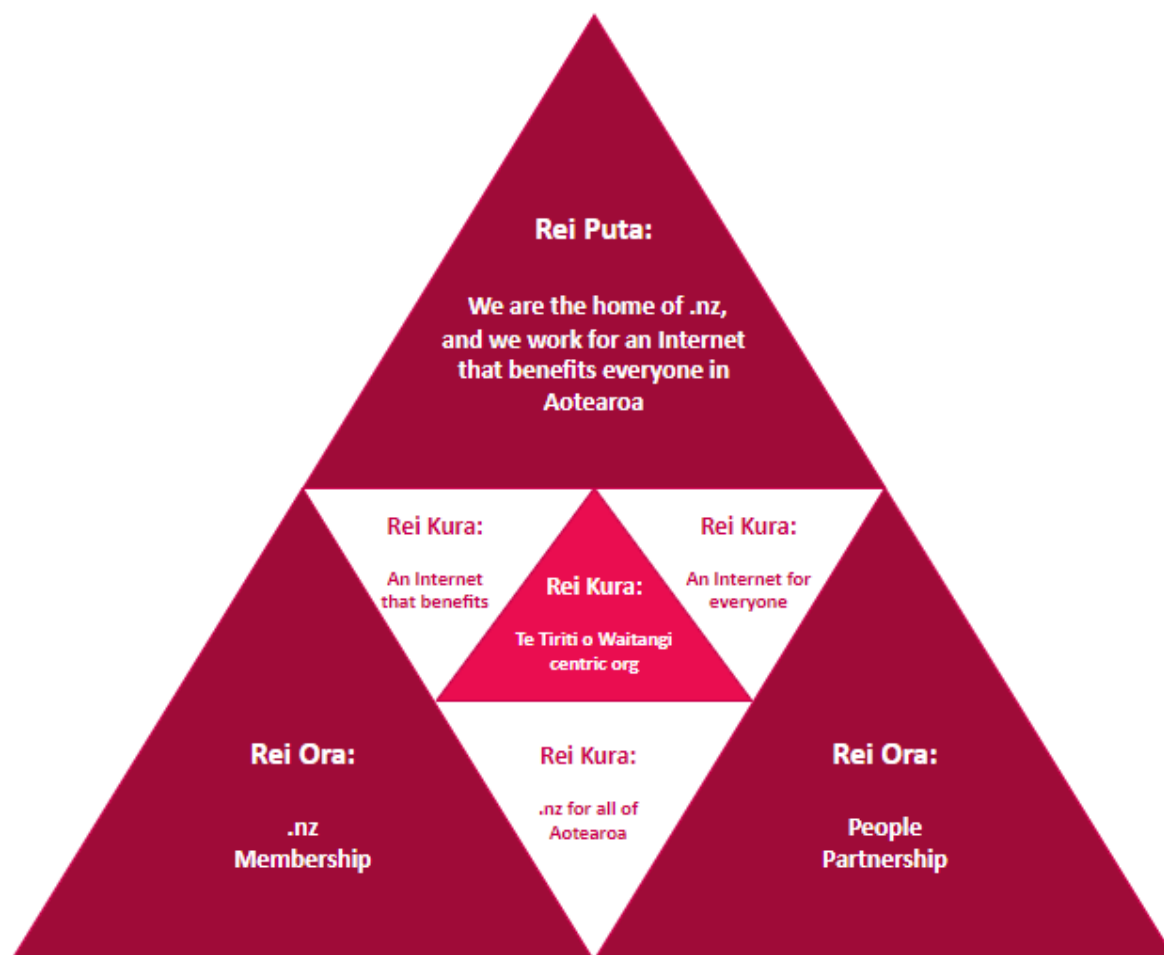 Rei Puta:
We are the home of .nz,
and we work for an Internet
that benefits everyone in
Aotearoa
Rei Kura:
An Internet
that benefits
Rei Kura:
Te Tiriti o Waitangi
centric org
Rei Kura:
An Internet for
everyone
Rei Ora:
.nz
Membership
Rei Kura:
.nz for all of
Aotearoa
Rei Ora:
People
Partnership